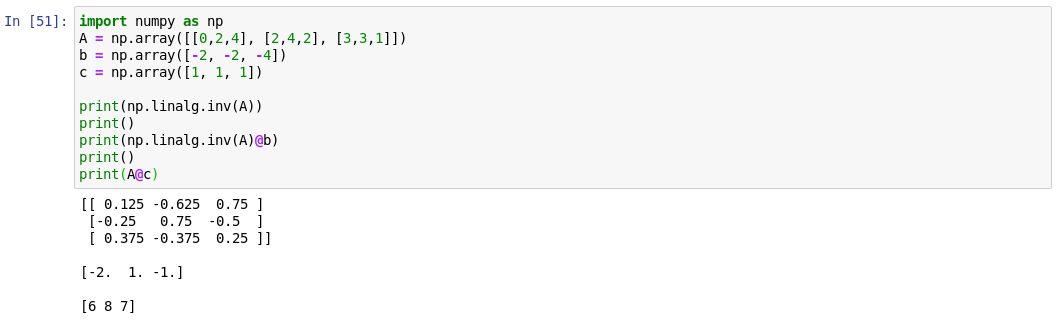 In [51]: import numpy as np
A = np.array([[0,2,4], [2,4,2], [3,3,1]])
b = np.array([-2, -2, -4])
c = np.array([1, 1, 1])

print(np.linalg.inv(A))
print()
print(np.linalg.inv(A)@b)
print()
print(A@c)
[[ 0.125 -0.625  0.75 ]
 [-0.25   0.75  -0.5  ]
 [ 0.375 -0.375  0.25 ]]

[-2.  1. -1.]

[6 8 7]